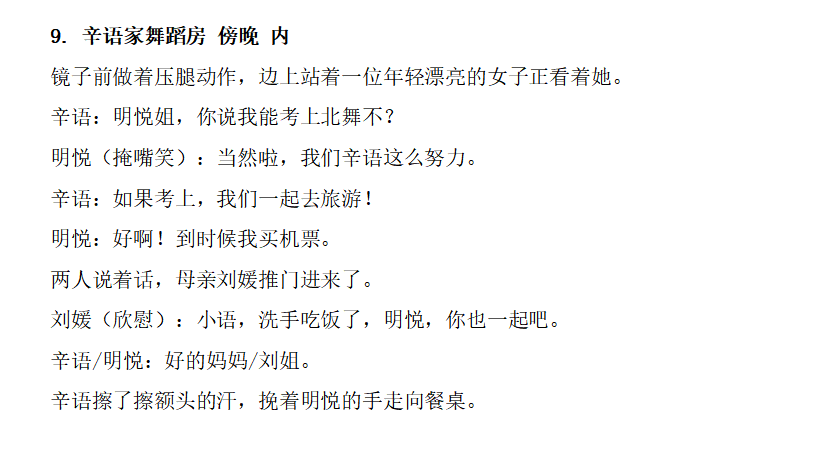 9. 辛语家舞蹈房 傍晚 内
镜子前做着压腿动作，边上站着一位年轻漂亮的女子正看着她。
辛语：明悦姐，你说我能考上北舞不？
明悦（掩嘴笑）：当然啦，我们辛语这么努力。
辛语：如果考上，我们一起去旅游！
明悦：好啊！到时候我买机票。
两人说着话，母亲刘媛推门进来了。
刘媛（欣慰）：小语，洗手吃饭了，明悦，你也一起吧。
辛语/明悦：好的妈妈/刘姐。
辛语擦了擦额头的汗，挽着明悦的手走向餐桌。